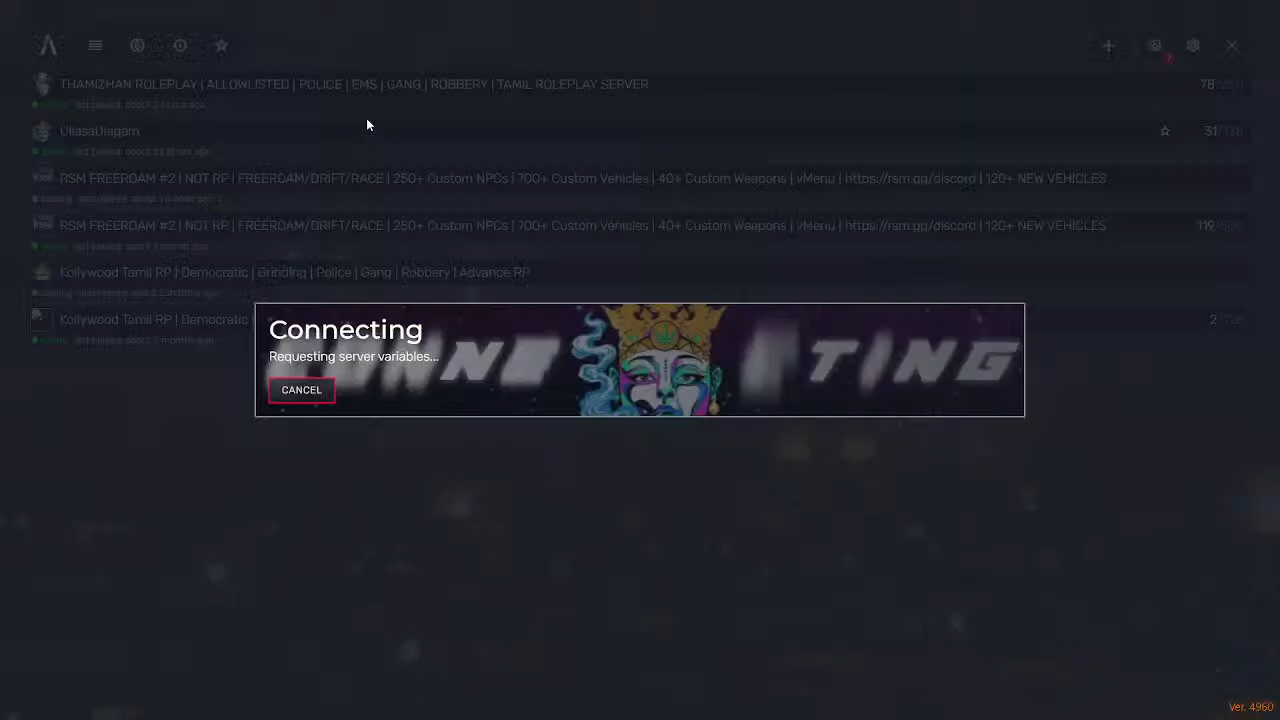 THAMIZHAN ROLEPLAY | ALLOWLISTED | POLICE | EMS | GANG | ROBBERY | TAMIL ROLEPLAY SERVER
78
UllasaUlagam
31
RSM FREEROAM #2 | NOT RP | FREEROAM/DRIFT/RACE | 250+ Custom NPCs | 700+ Custom Vehicles | 40+ Custom Weapons | vMenu | https://rsm.gg/discord | 120+ NEW VEHICLES
RSM FREEROAM #2 | NOT RP | FREEROAM/DRIFT/RACE | 250+ Custom NPCs | 700+ Custom Vehicles | 40+ Custom Weapons | vMenu | https://rsm.gg/discord | 120+ NEW VEHICLES
119
Kollywood Tamil RP | Democratic | Grinding | Police | Gang | Robbery | Advance RP
Kollywood Tamil RP | Democratic |
2
Connecting
Requesting server variables...
CANCEL
Ver. 4960